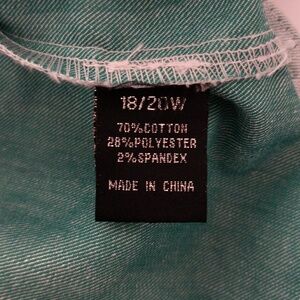 18/20W
70%COTTON
28%POLYESTER
2%SPANDEX
MADE IN CHINA